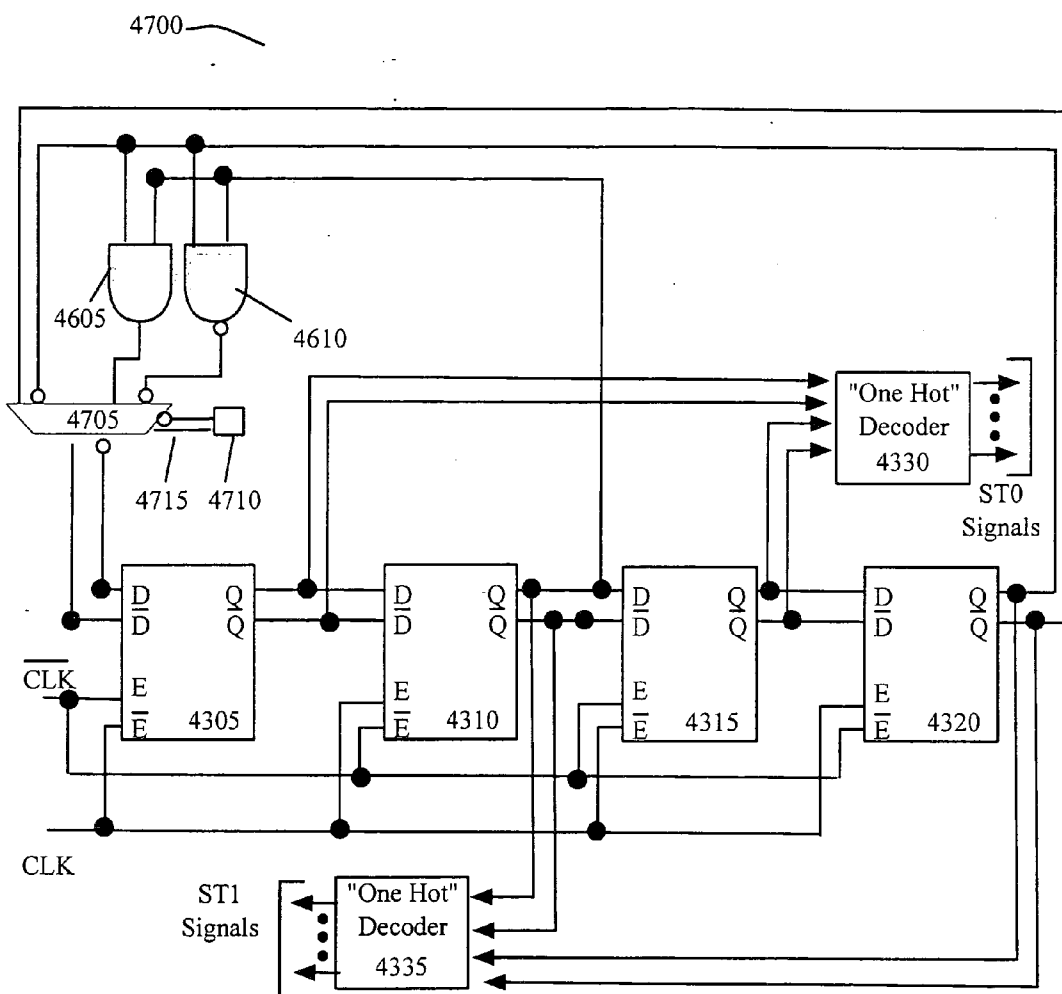 4700
4605
4610
4705
4715
4710
"One Hot"
Decoder
4330
ST0
Signals
D
D̅
E
E̅
Q
Q̅
4305
D
D̅
E
E̅
Q
Q̅
4310
D
D̅
E
E̅
Q
Q̅
4315
D
D̅
E
E̅
Q
Q̅
4320
C̅L̅K̅
CLK
ST1
Signals
"One Hot"
Decoder
4335